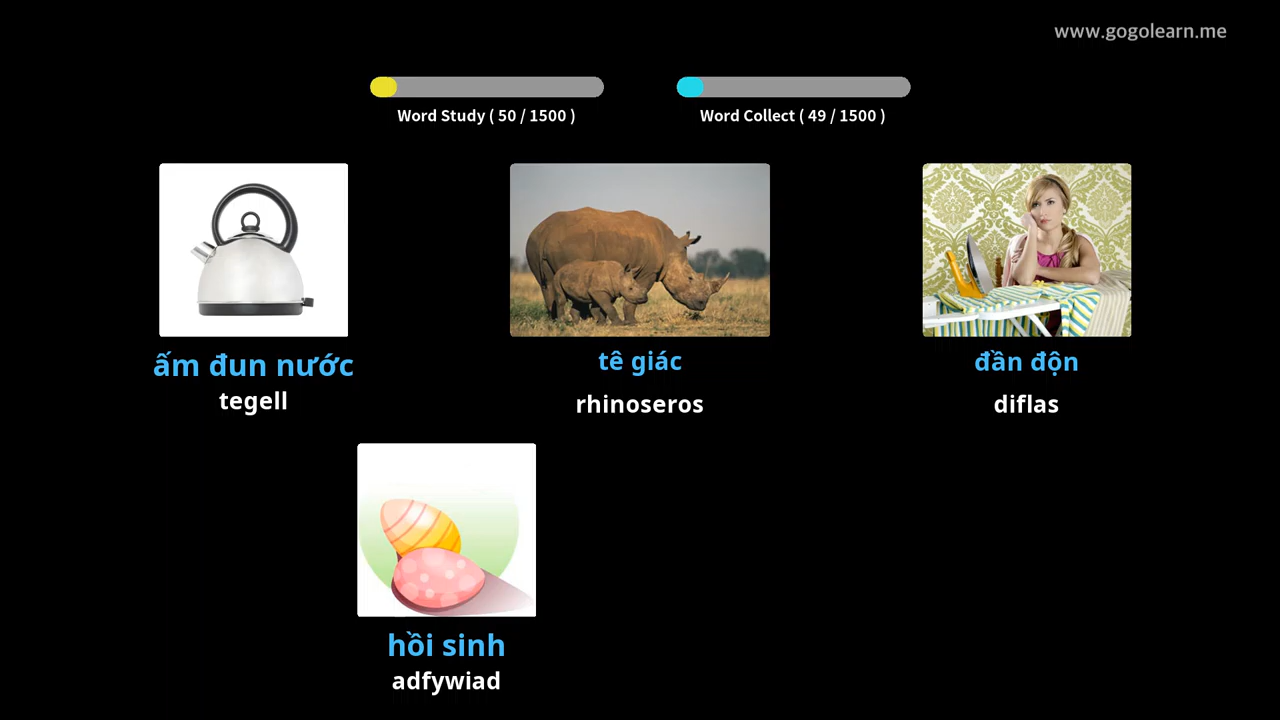 www.gogolearn.me
Word Study ( 50 / 1500 )
Word Collect ( 49 / 1500 )
ấm đun nước
tegell
tê giác
rhinoseros
đần độn
diflas
hồi sinh
adfywiad